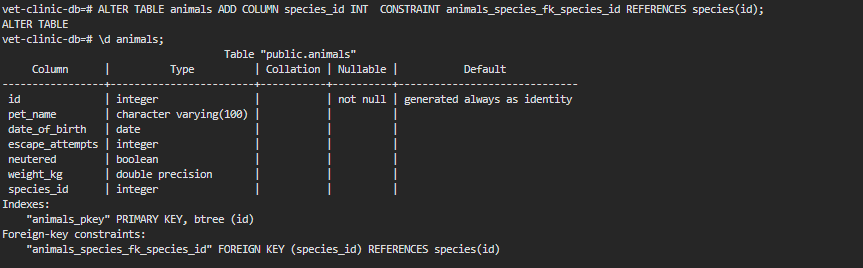 vet-clinic-db=# ALTER TABLE animals ADD COLUMN species_id INT  CONSTRAINT animals_species_fk_species_id REFERENCES species(id);
ALTER TABLE
vet-clinic-db=# \d animals;
                                Table "public.animals"
     Column      |          Type          | Collation | Nullable |           Default
-----------------+------------------------+-----------+----------+------------------------------
 id              | integer                |           | not null | generated always as identity
 pet_name        | character varying(100) |           |          |
 date_of_birth   | date                   |           |          |
 escape_attempts | integer                |           |          |
 neutered        | boolean                |           |          |
 weight_kg       | double precision       |           |          |
 species_id      | integer                |           |          |
Indexes:
    "animals_pkey" PRIMARY KEY, btree (id)
Foreign-key constraints:
    "animals_species_fk_species_id" FOREIGN KEY (species_id) REFERENCES species(id)